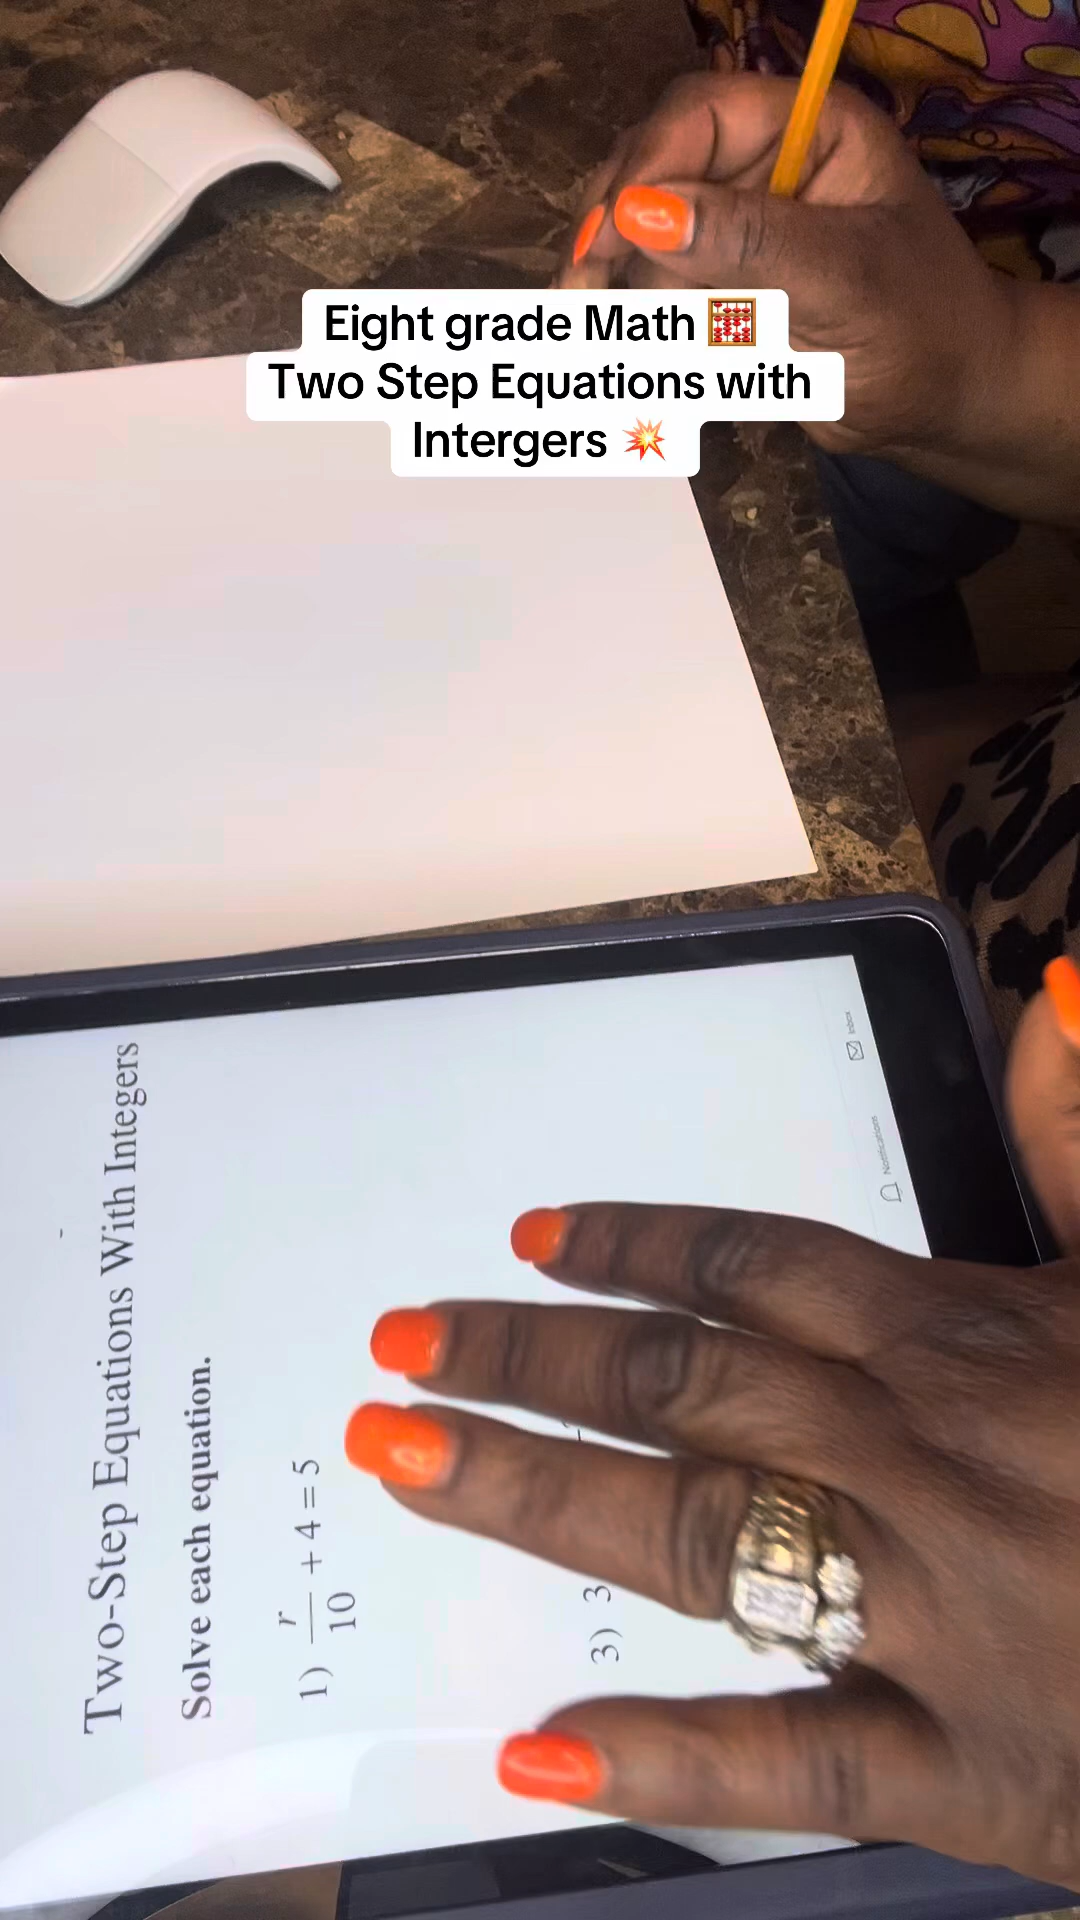 Eight grade Math 🧮
Two Step Equations with
Intergers 💥
Two-Step Equations With Integers
Solve each equation.
1) r/10 + 4 = 5
3) 3
Notifications
Inbox